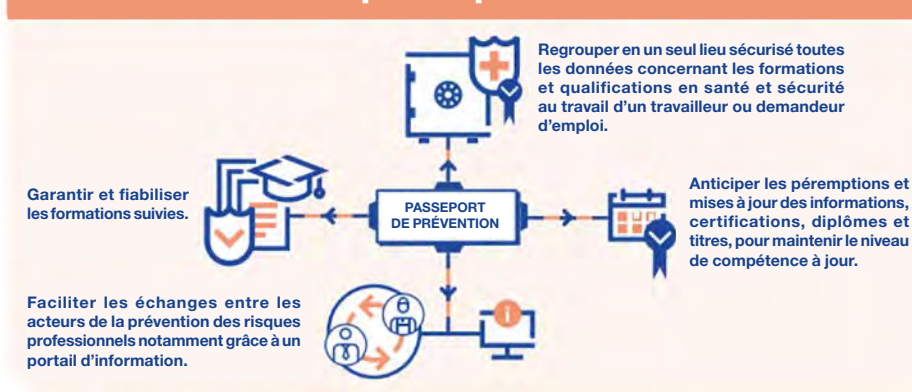 Regrouper en un seul lieu sécurisé toutes
les données concernant les formations
et qualifications en santé et sécurité
au travail d’un travailleur ou demandeur
d’emploi.
Garantir et fiabiliser
les formations suivies.
PASSEPORT
DE PRÉVENTION
Anticiper les péremptions et
mises à jour des informations,
certifications, diplômes et
titres, pour maintenir le niveau
de compétence à jour.
Faciliter les échanges entre les
acteurs de la prévention des risques
professionnels notamment grâce à un
portail d’information.